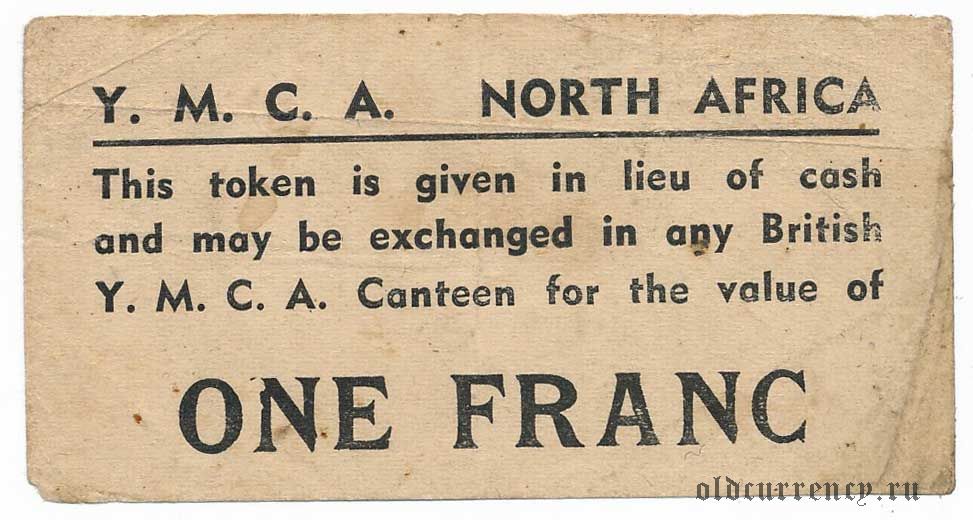 Y. M. C. A. NORTH AFRICA
This token is given in lieu of cash
and may be exchanged in any British
Y. M. C. A. Canteen for the value of
ONE FRANC
oldcurrency.ru